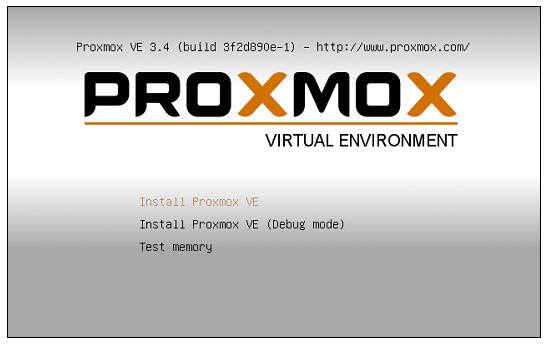 Proxmox VE 3.4 (build 3f2d890e-1) - http://www.proxmox.com/
PROXMOX
VIRTUAL ENVIRONMENT
Install Proxmox VE
Install Proxmox VE (Debug mode)
Test memory